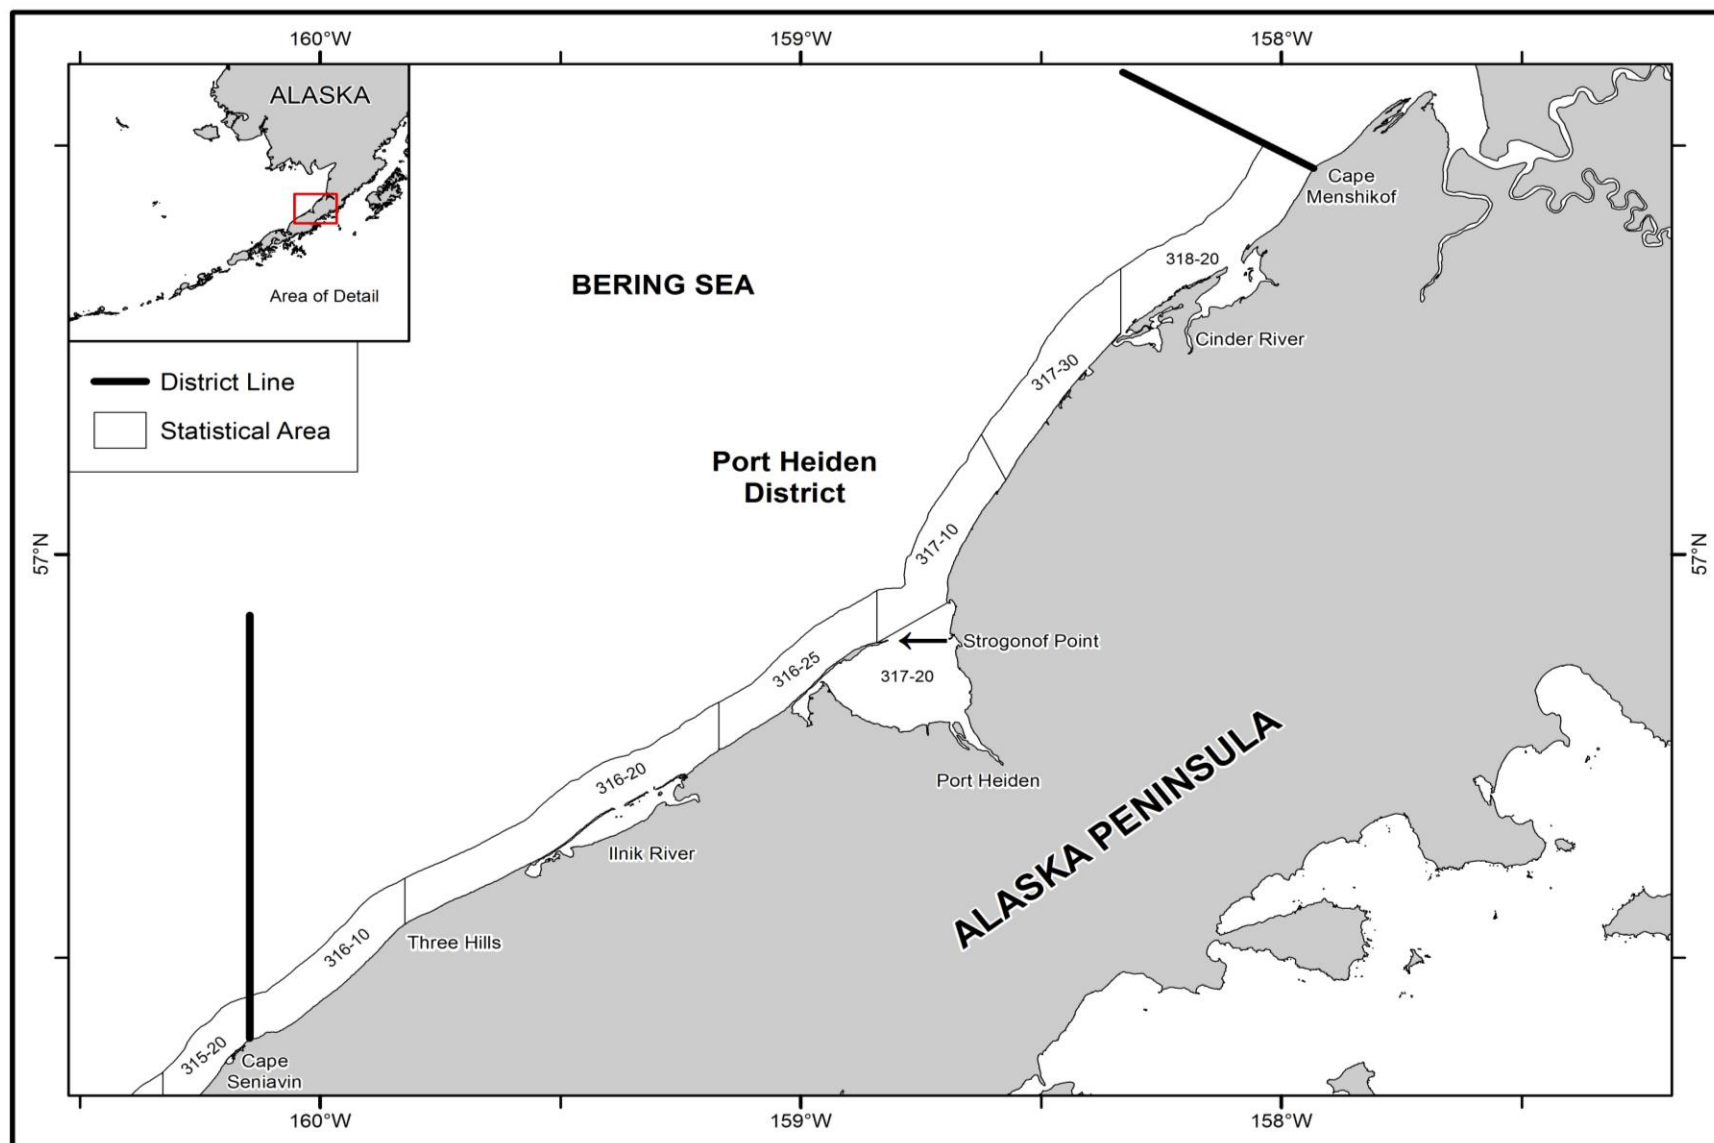 160°W
159°W
158°W
ALASKA
Area of Detail
District Line
Statistical Area
BERING SEA
Port Heiden
District
Cape
Menshikof
318-20
Cinder River
317-30
317-10
57°N
57°N
Strogonof Point
316-25
317-20
Port Heiden
316-20
Ilnik River
ALASKA PENINSULA
Three Hills
316-10
315-20
Cape
Seniavin
160°W
159°W
158°W